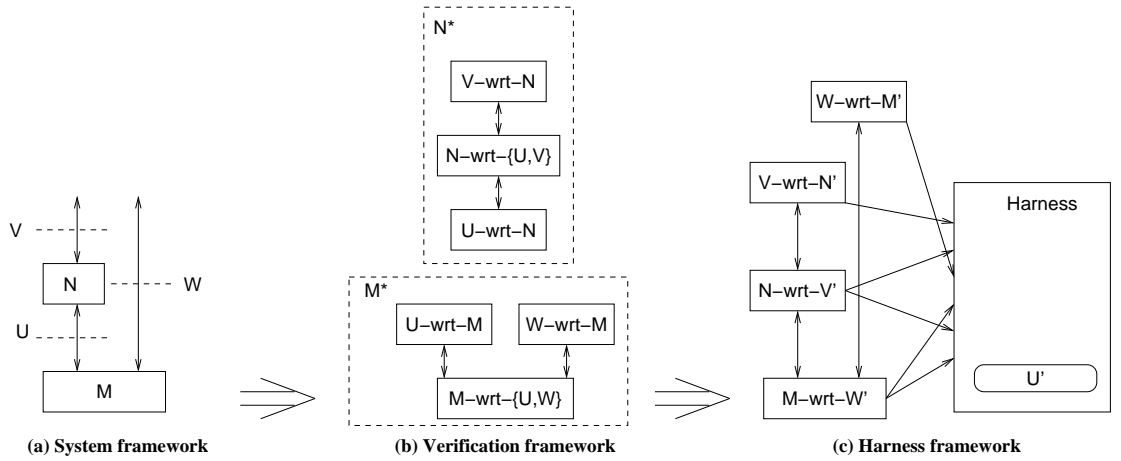 V
N
W
U
M
(a) System framework
N*
V–wrt–N
N–wrt–{U,V}
U–wrt–N
M*
U–wrt–M
W–wrt–M
M–wrt–{U,W}
(b) Verification framework
W–wrt–M'
V–wrt–N'
N–wrt–V'
M–wrt–W'
Harness
U'
(c) Harness framework